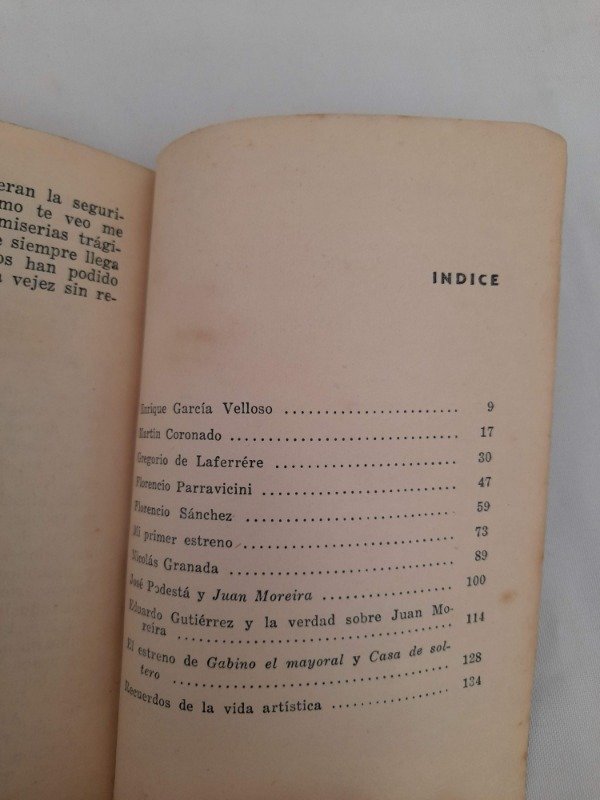 eran la seguri-
mo te veo me
miserias trági-
e siempre llega
os han podido
vejez sin re-
INDICE
Enrique García Velloso 9
Martín Coronado 17
Gregorio de Laferrére 30
Florencio Parravicini 47
Florencio Sánchez 59
Mi primer estreno 73
Nicolás Granada 89
José Podestá y Juan Moreira 100
Eduardo Gutiérrez y la verdad sobre Juan Mo-
reira 114
El estreno de Gabino el mayoral y Casa de sol-
tero 128
Recuerdos de la vida artística 134